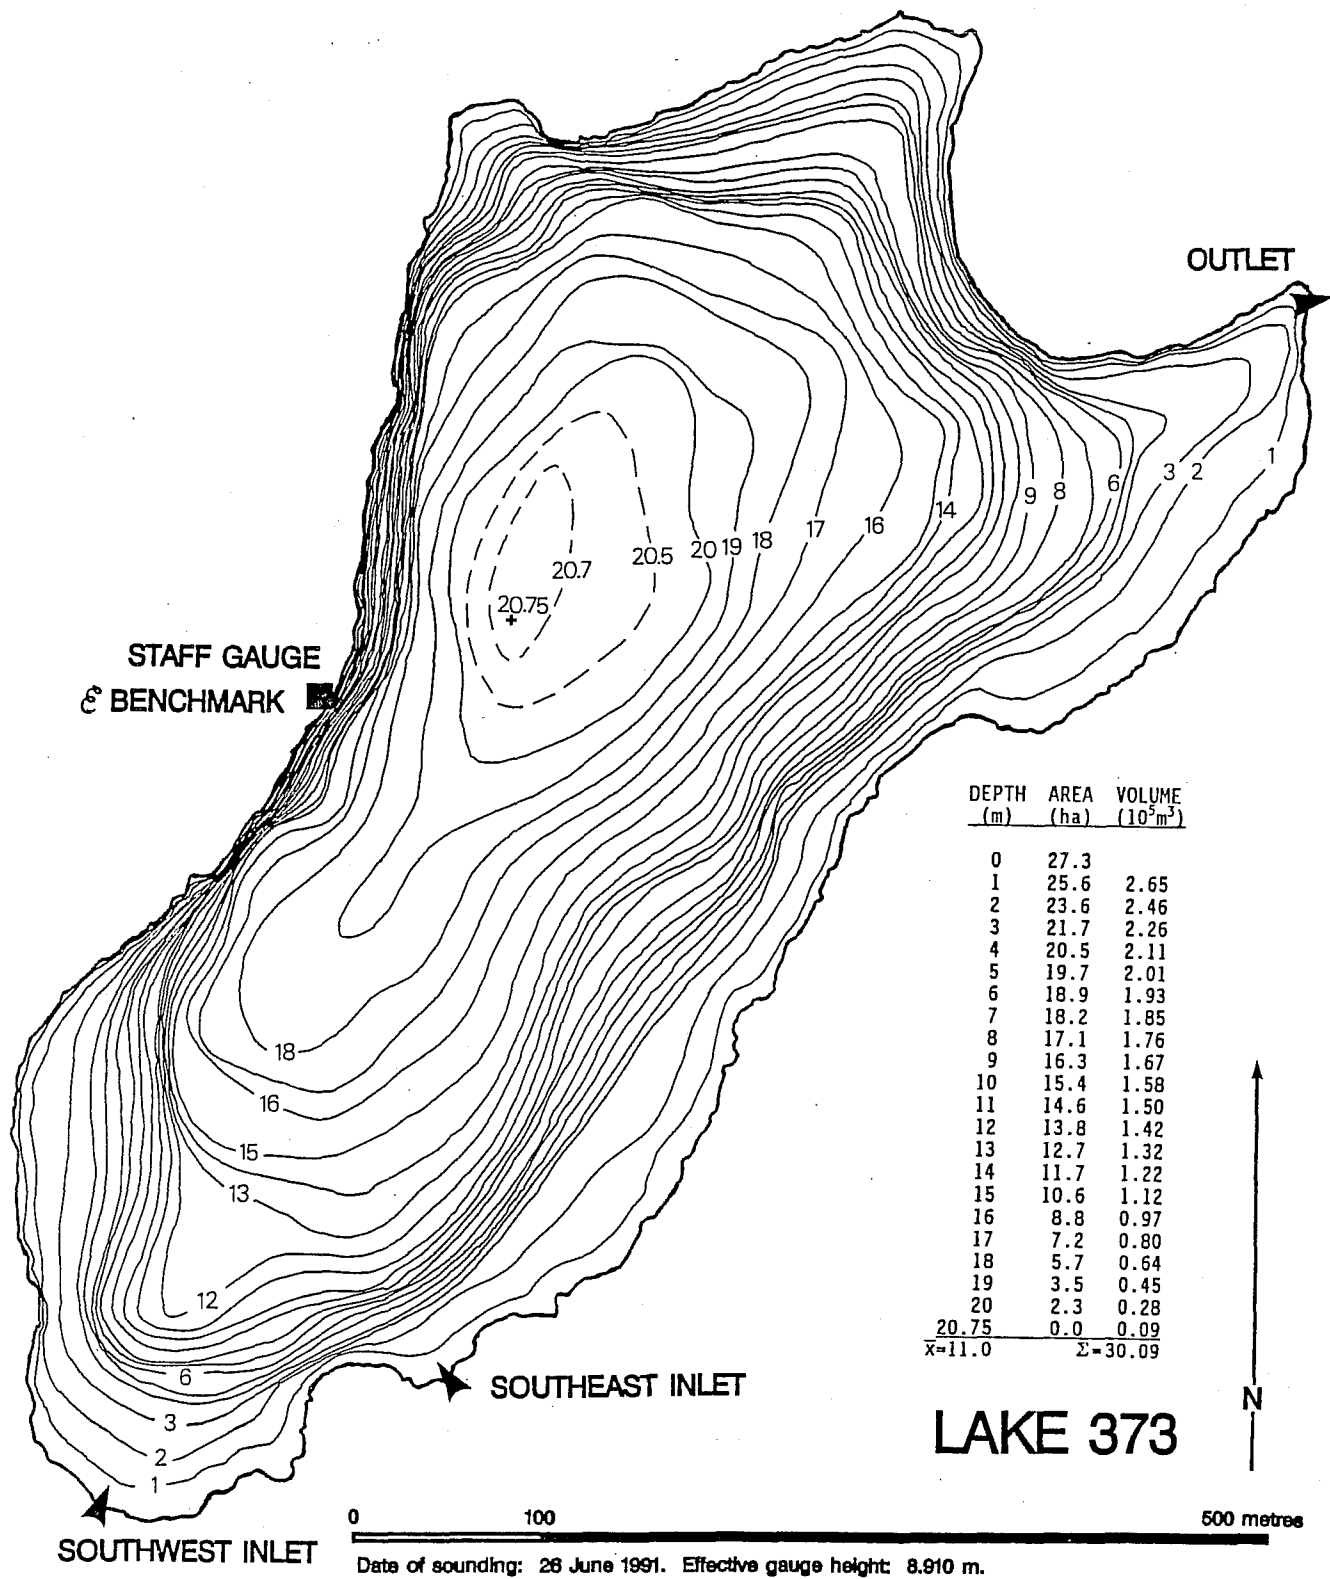 OUTLET
1
3
2
6
8
9
14
16
17
18
19
20
20.5
20.7
20.75
STAFF GAUGE
& BENCHMARK
DEPTH AREA VOLUME
(m) (ha) (10⁵m³)
0 27.3
1 25.6 2.65
2 23.6 2.46
3 21.7 2.26
4 20.5 2.11
5 19.7 2.01
6 18.9 1.93
7 18.2 1.85
8 17.1 1.76
9 16.3 1.67
10 15.4 1.58
11 14.6 1.50
12 13.8 1.42
13 12.7 1.32
14 11.7 1.22
15 10.6 1.12
16 8.8 0.97
17 7.2 0.80
18 5.7 0.64
19 3.5 0.45
20 2.3 0.28
20.75 0.0 0.09
x̄=11.0 Σ=30.09
18
16
15
13
12
6
3
2
1
SOUTHEAST INLET
SOUTHWEST INLET
N
LAKE 373
0 100 500 metres
Date of sounding: 26 June 1991. Effective gauge height: 8.910 m.